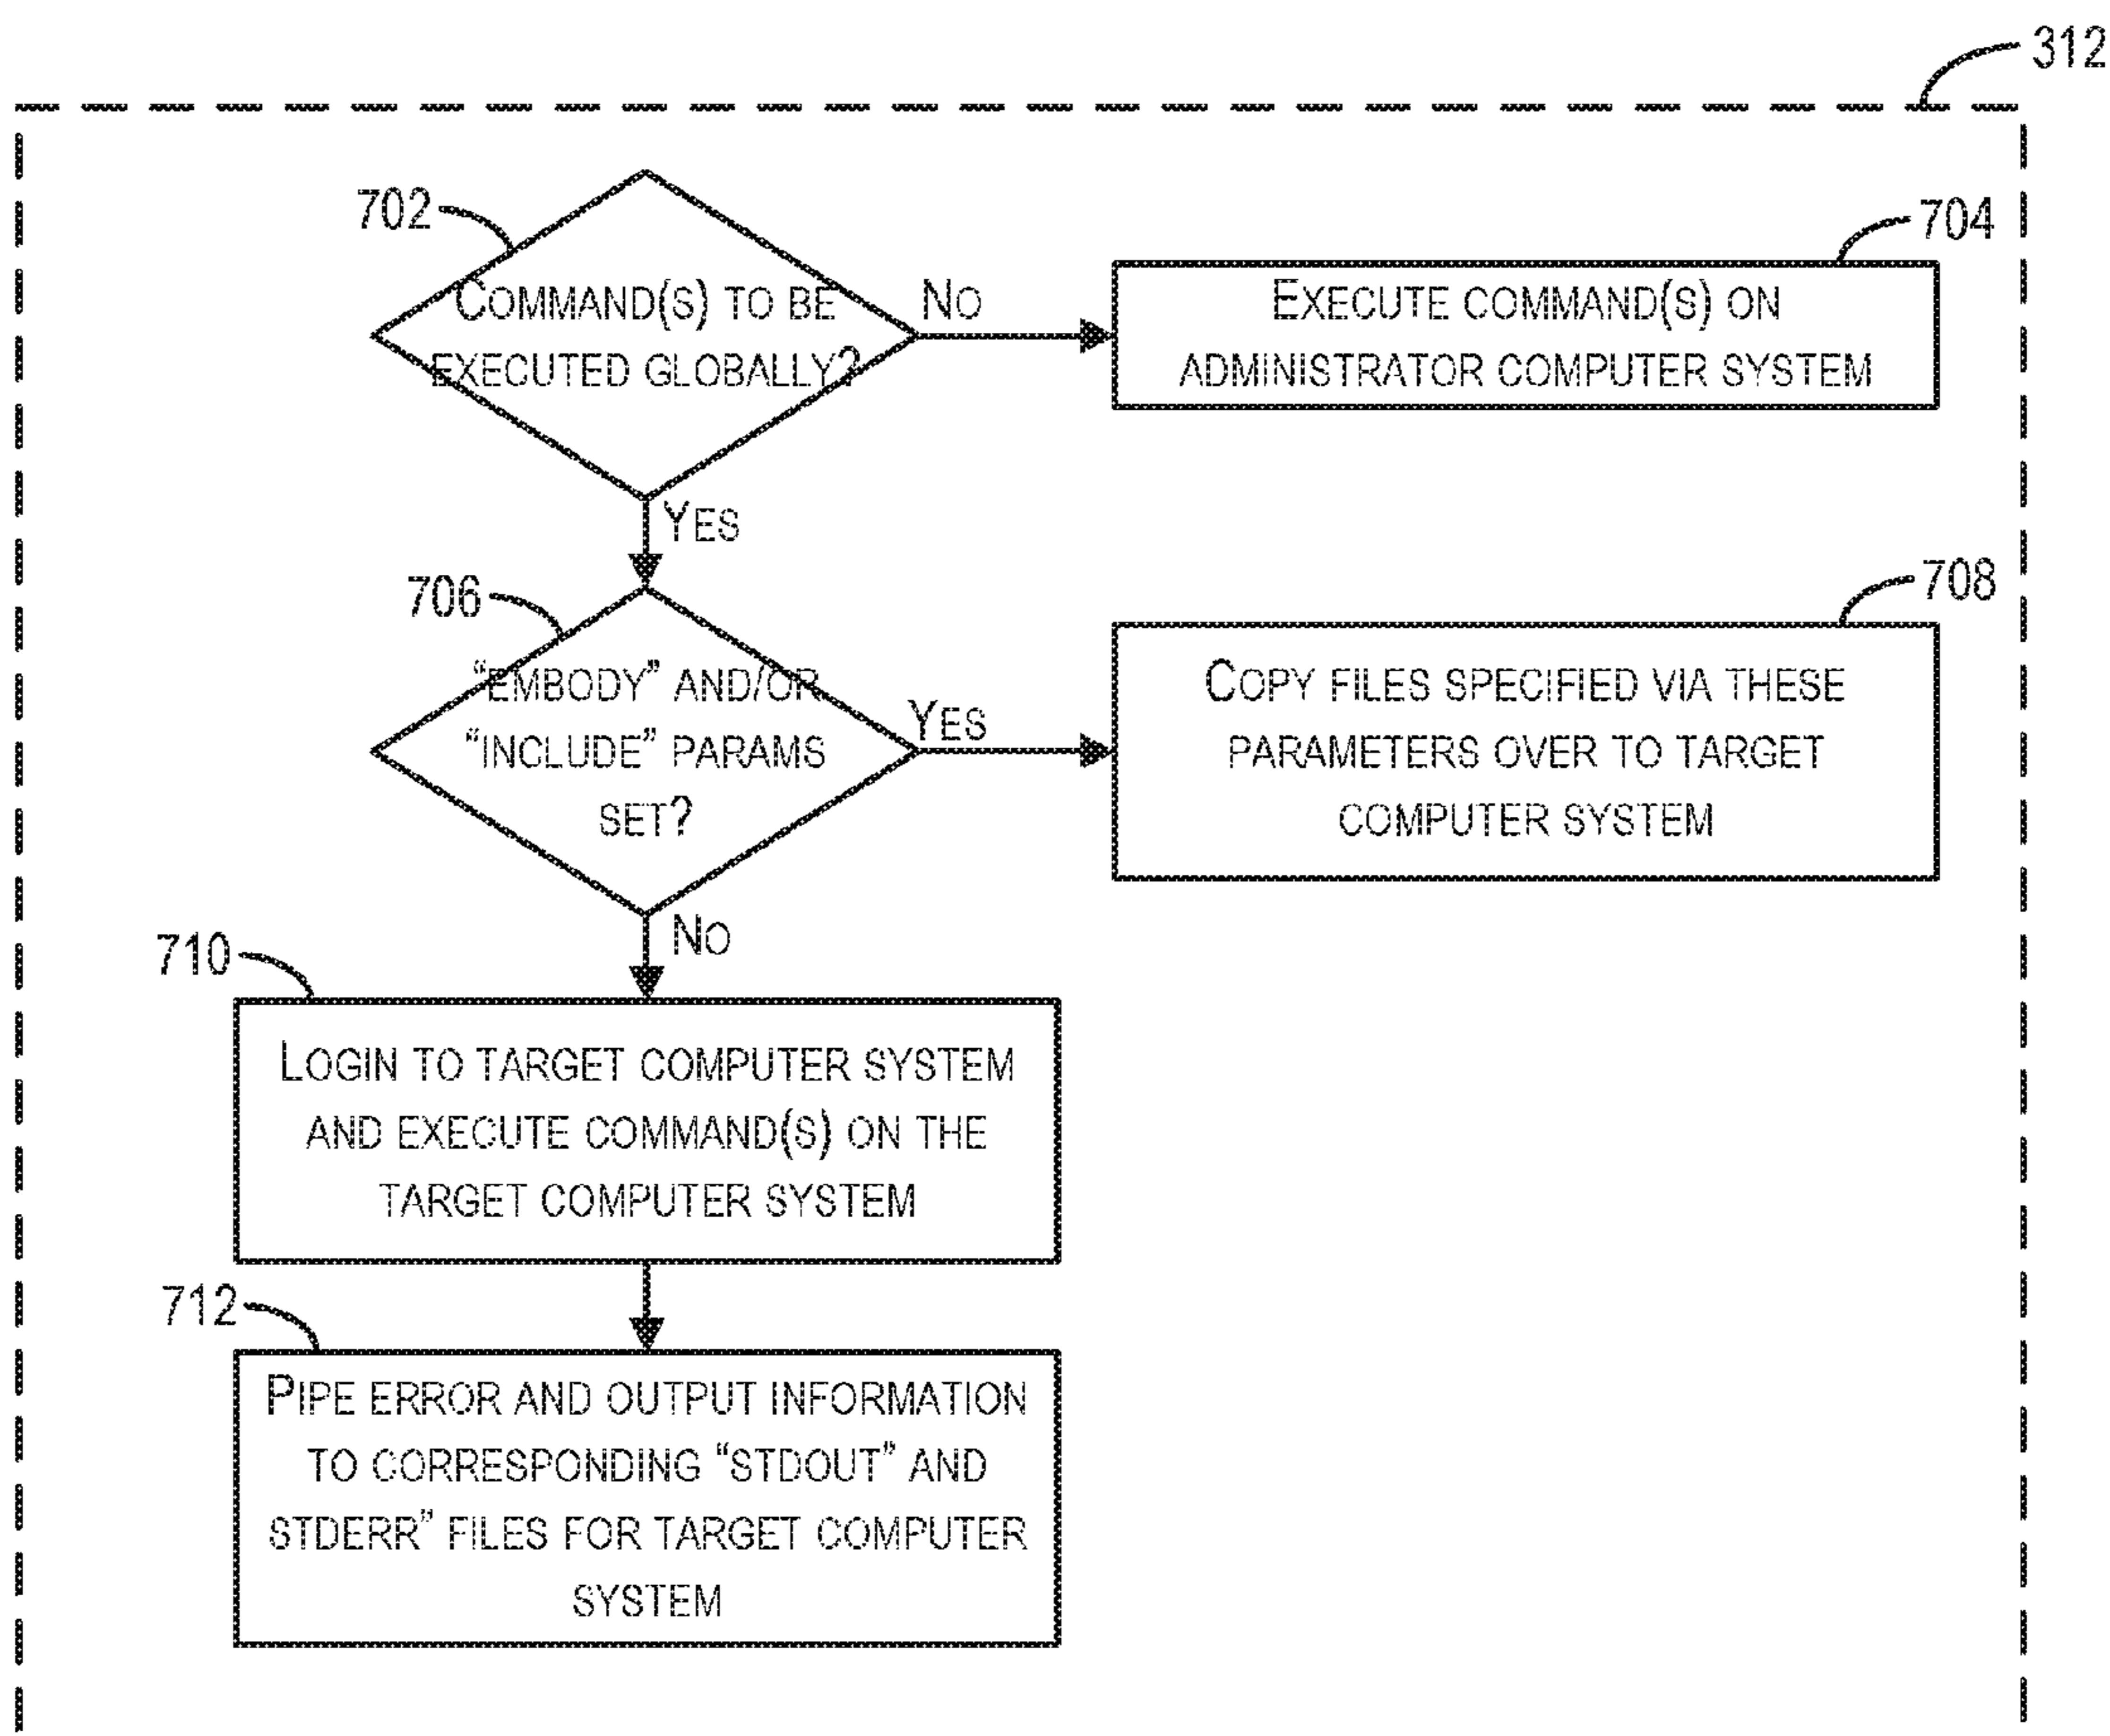 312
702
COMMAND(S) TO BE
EXECUTED GLOBALLY?
NO
704
EXECUTE COMMAND(S) ON
ADMINISTRATOR COMPUTER SYSTEM
YES
706
“EMBODY” AND/OR
“INCLUDE” PARAMS
SET?
YES
708
COPY FILES SPECIFIED VIA THESE
PARAMETERS OVER TO TARGET
COMPUTER SYSTEM
NO
710
LOGIN TO TARGET COMPUTER SYSTEM
AND EXECUTE COMMAND(S) ON THE
TARGET COMPUTER SYSTEM
712
PIPE ERROR AND OUTPUT INFORMATION
TO CORRESPONDING “STDOUT” AND
STDERR” FILES FOR TARGET COMPUTER
SYSTEM